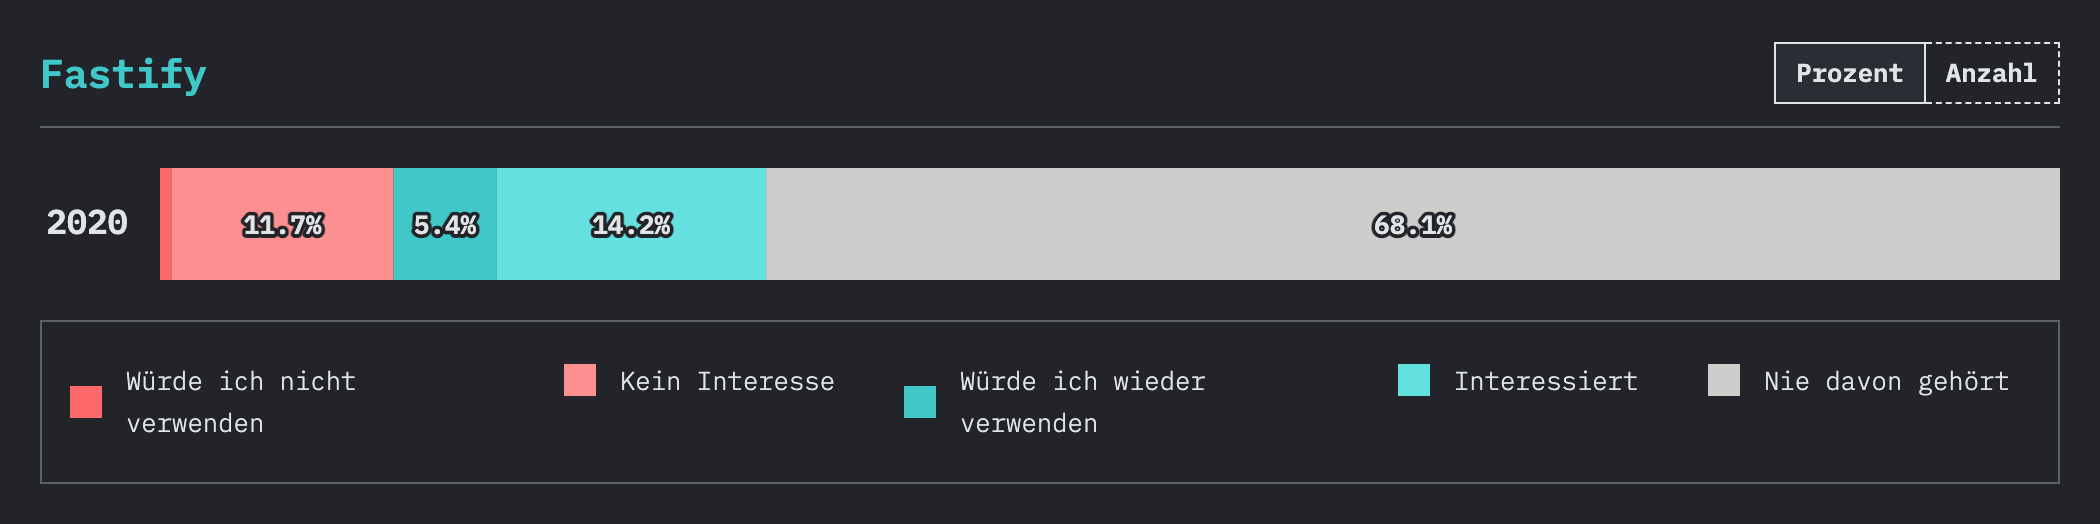 Fastify
Prozent Anzahl
2020 11.7% 5.4% 14.2% 68.1%
Würde ich nicht verwenden
Kein Interesse
Würde ich wieder verwenden
Interessiert
Nie davon gehört